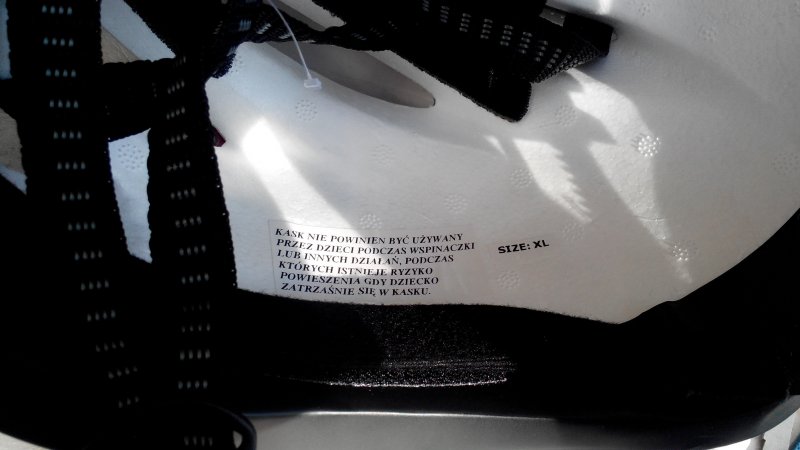 KASK NIE POWINIEN BYĆ UŻYWANY
PRZEZ DZIECI PODCZAS WSPINACZKI
LUB INNYCH DZIAŁAŃ, PODCZAS
KTÓRYCH ISTNIEJE RYZYKO
POWIESZENIA GDY DZIECKO
ZATRZAŚNIE SIĘ W KASKU.
SIZE: XL